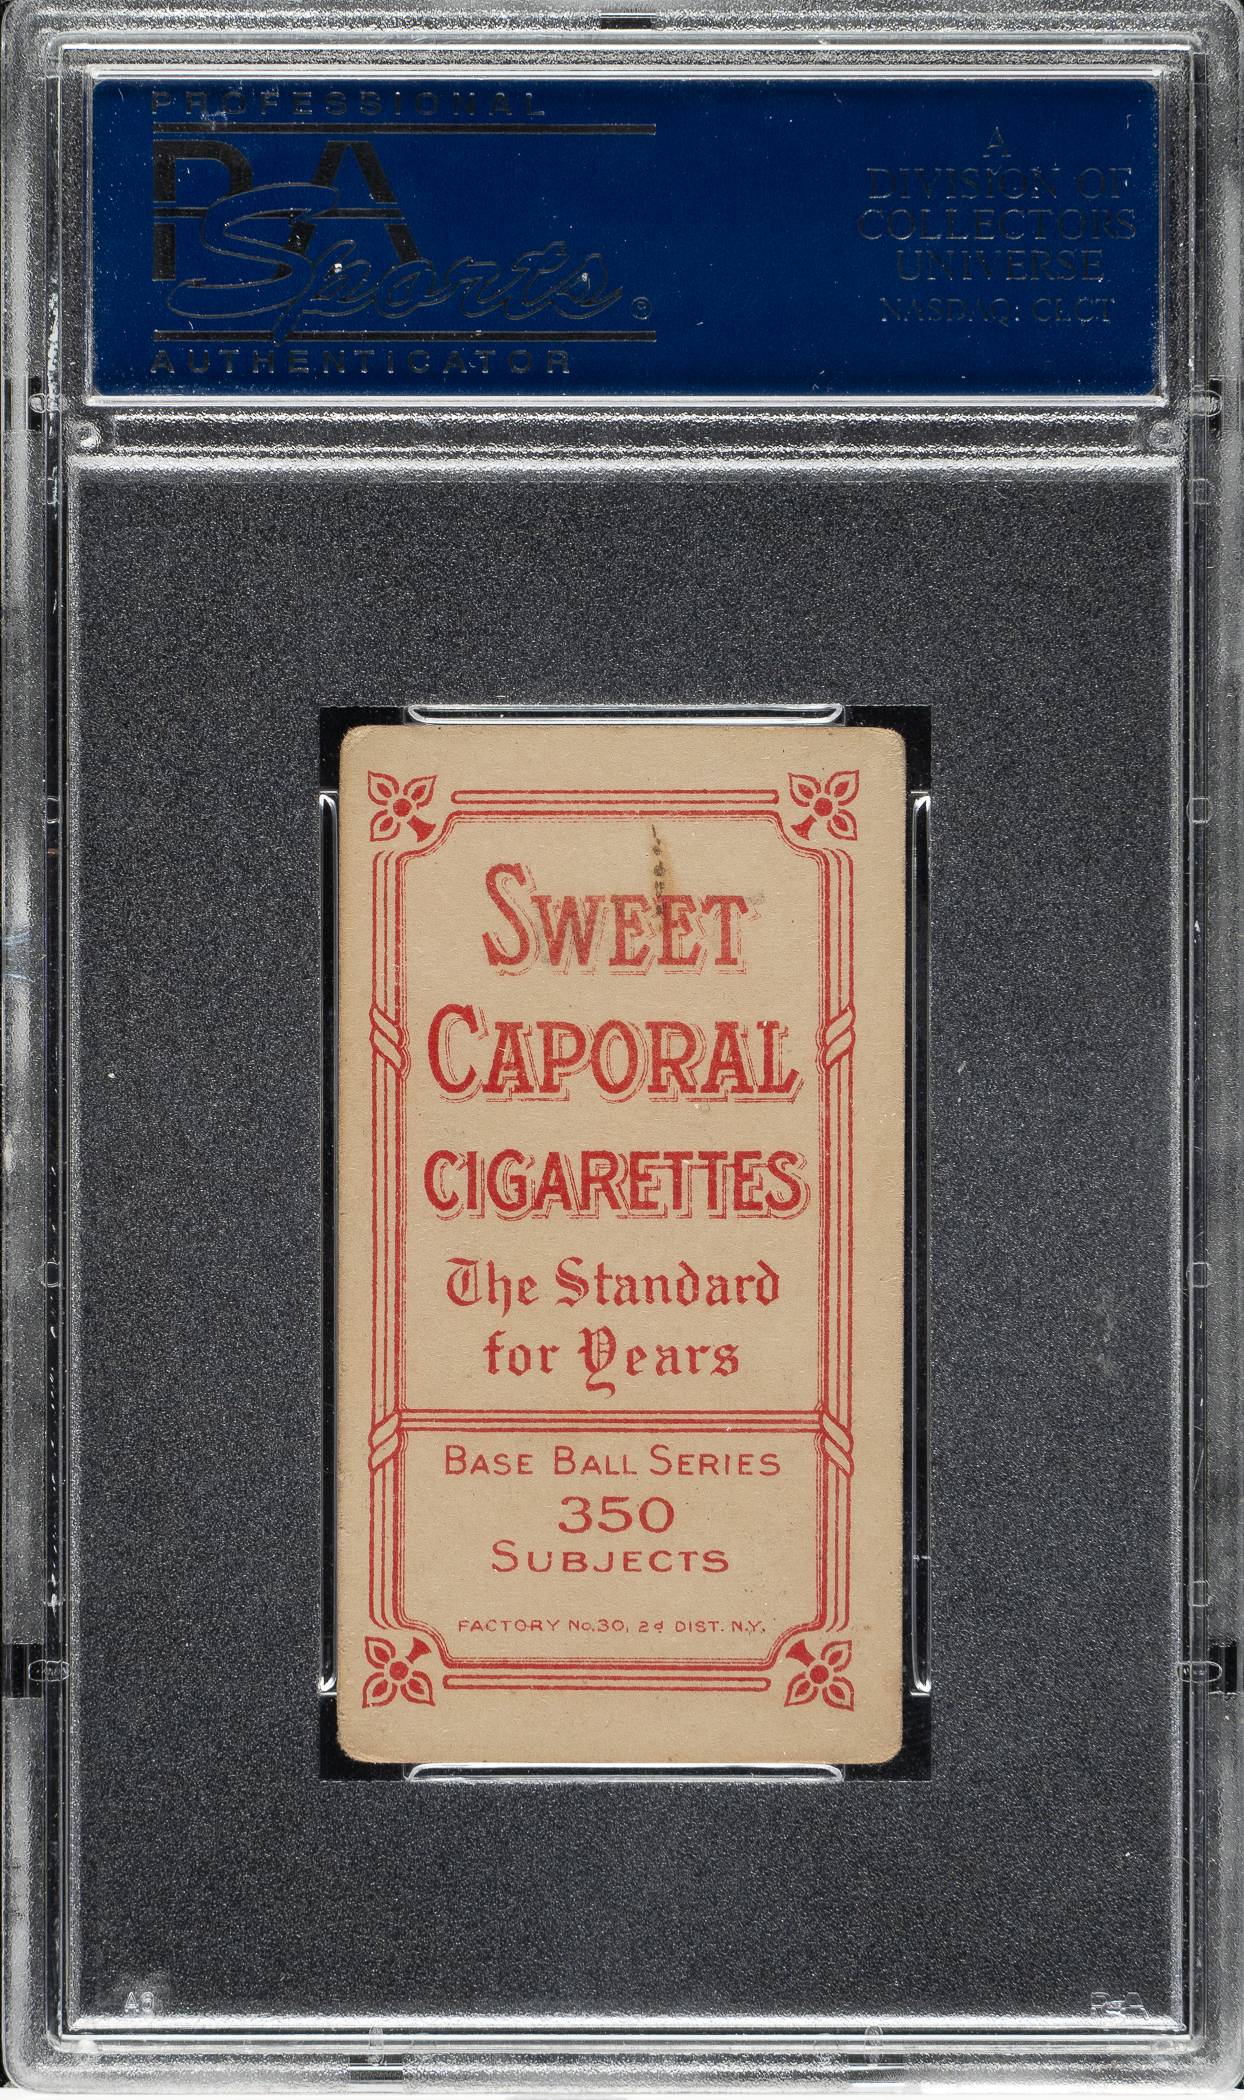 PROFESSIONAL
PSA
Sports®
AUTHENTICATOR
A
DIVISION OF
COLLECTORS
UNIVERSE
NASDAQ: CLCT
SWEET
CAPORAL
CIGARETTES
The Standard
for Years
BASE BALL SERIES
350
SUBJECTS
FACTORY No.30, 2d DIST. N.Y.
PSA